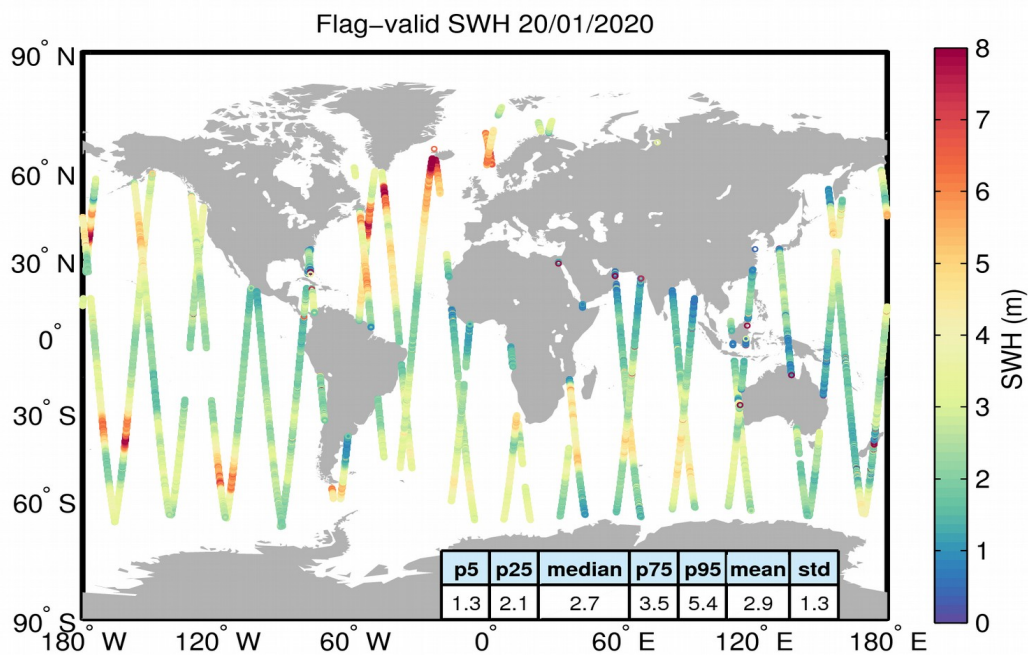 Flag−valid SWH 20/01/2020
90° N
60° N
30° N
0°
30° S
60° S
90° S
180° W
120° W
60° W
0°
60° E
120° E
180° E
8
7
6
5
4
3
2
1
0
SWH (m)
p5 p25 median p75 p95 mean std
1.3 2.1 2.7 3.5 5.4 2.9 1.3